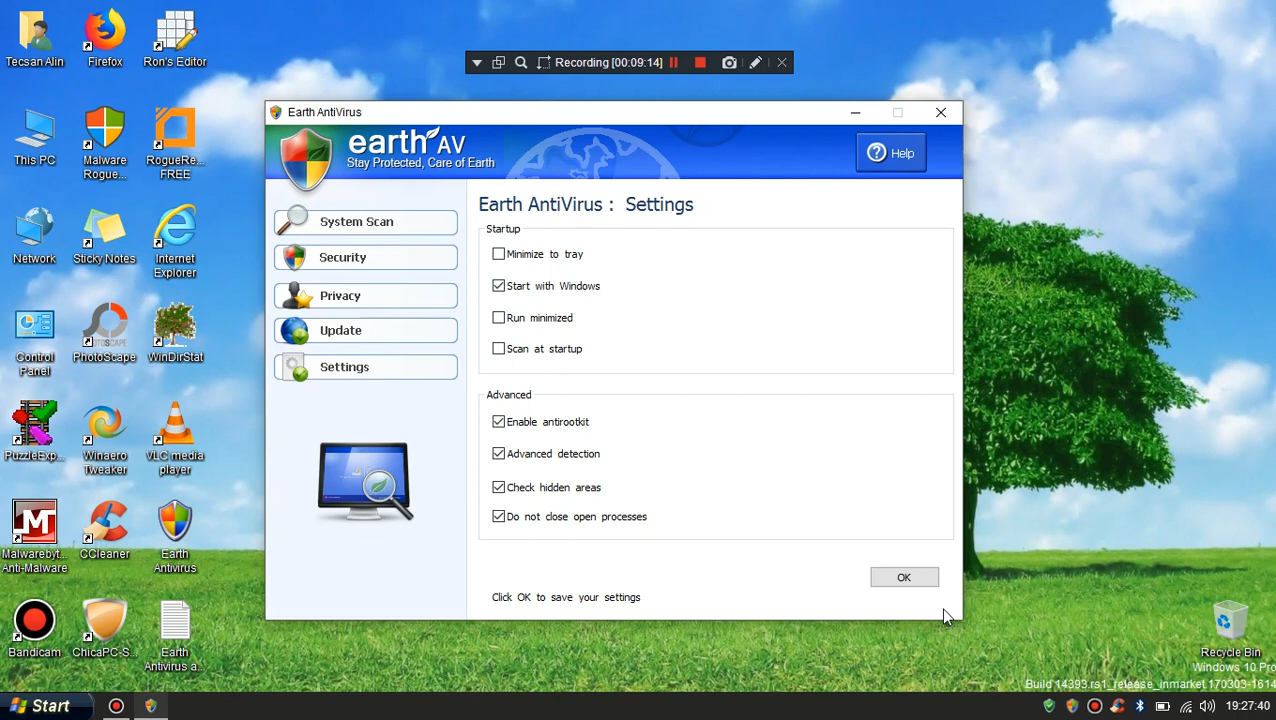 Tecsan Alin
Firefox
Ron's Editor
Recording [00:09:14]
This PC
Malware
Rogue...
RogueRe...
FREE
Network
Sticky Notes
Internet
Explorer
Control
Panel
PhotoScape
WinDirStat
PuzzleExp...
Winaero
Tweaker
VLC media
player
Malwarebyt...
Anti-Malware
CCleaner
Earth
Antivirus
Bandicam
ChicaPC-S...
Earth
Antivirus a...
Earth AntiVirus
earth AV
Stay Protected, Care of Earth
Help
System Scan
Security
Privacy
Update
Settings
Earth AntiVirus : Settings
Startup
Minimize to tray
Start with Windows
Run minimized
Scan at startup
Advanced
Enable antirootkit
Advanced detection
Check hidden areas
Do not close open processes
OK
Click OK to save your settings
Recycle Bin
Windows 10 Pro
Build 14393.rs1_release_inmarket.170303-1614
Start
19:27:40